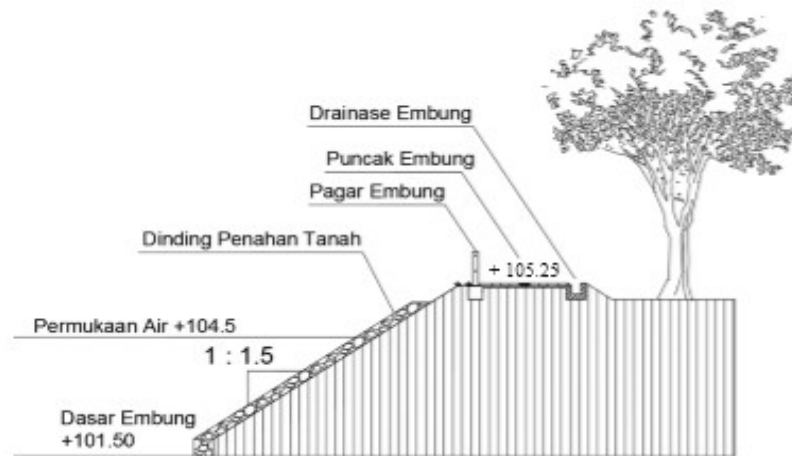 Drainase Embung
Puncak Embung
Pagar Embung
Dinding Penahan Tanah
+ 105.25
Permukaan Air +104.5
1 : 1.5
Dasar Embung
+101.50